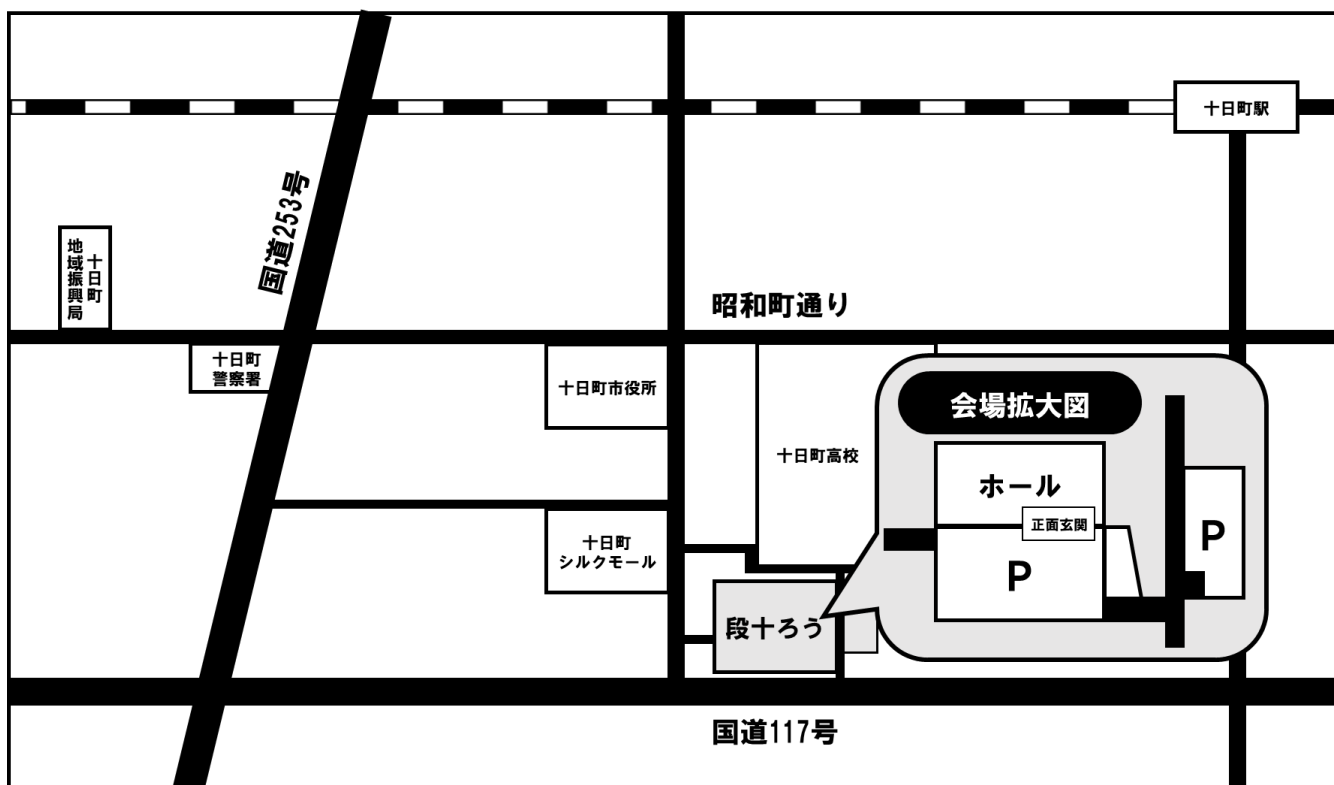 十日町駅
国道253号
十日町
地域振興局
昭和町通り
十日町
警察署
十日町市役所
会場拡大図
十日町高校
ホール
正面玄関
P
P
十日町
シルクモール
段十ろう
国道117号